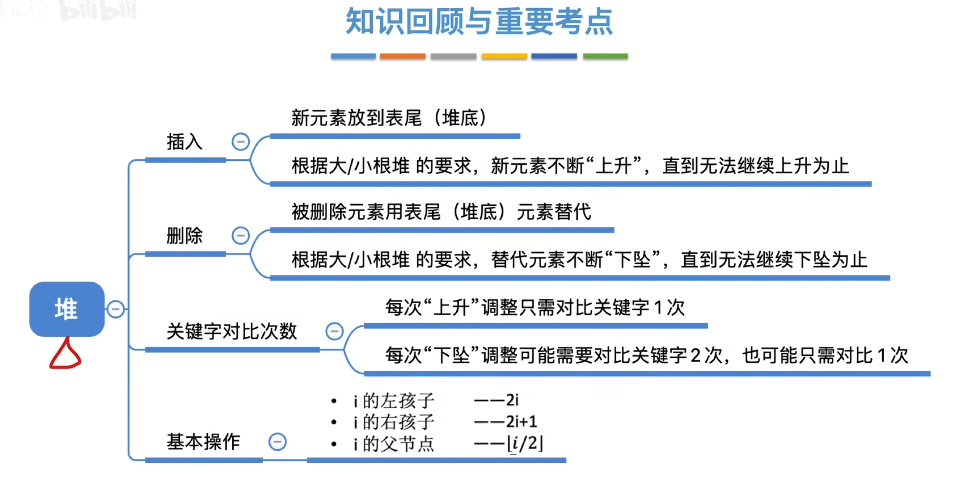 bilibili
知识回顾与重要考点
新元素放到表尾（堆底）
插入
根据大/小根堆 的要求，新元素不断“上升”，直到无法继续上升为止
被删除元素用表尾（堆底）元素替代
删除
根据大/小根堆 的要求，替代元素不断“下坠”，直到无法继续下坠为止
堆
每次“上升”调整只需对比关键字1次
关键字对比次数
每次“下坠”调整可能需要对比关键字2次，也可能只需对比1次
• i 的左孩子 ——2i
• i 的右孩子 ——2i+1
基本操作
• i 的父节点 ——⌊i/2⌋